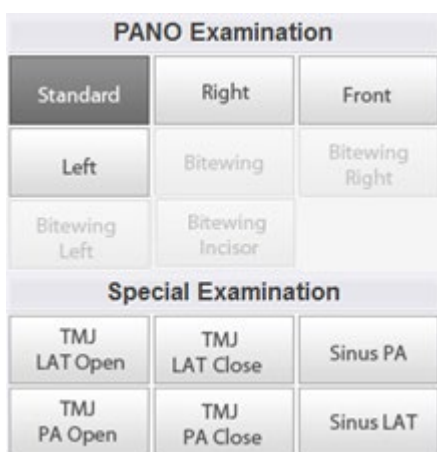 PANO Examination
Standard Right Front
Left Bitewing Bitewing
Right
Bitewing
Left Bitewing
Incisor
Special Examination
TMJ
LAT Open TMJ
LAT Close Sinus PA
TMJ
PA Open TMJ
PA Close Sinus LAT